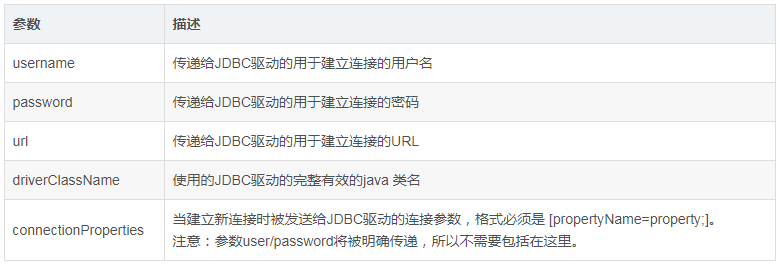 参数 描述
username 传递给JDBC驱动的用于建立连接的用户名
password 传递给JDBC驱动的用于建立连接的密码
url 传递给JDBC驱动的用于建立连接的URL
driverClassName 使用的JDBC驱动的完整有效的java 类名
connectionProperties 当建立新连接时被发送给JDBC驱动的连接参数，格式必须是 [propertyName=property;]。
注意：参数user/password将被明确传递，所以不需要包括在这里。